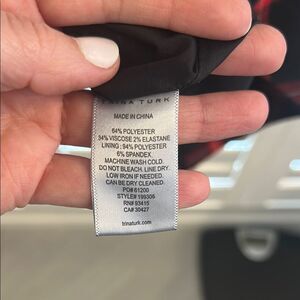 TRINA TURK
MADE IN CHINA
64% POLYESTER
34% VISCOSE 2% ELASTANE
LINING : 94% POLYESTER
6% SPANDEX
MACHINE WASH COLD.
DO NOT BLEACH. LINE DRY.
LOW IRON IF NEEDED.
CAN BE DRY CLEANED.
PO# 61200
STYLE# 199306
RN# 93415
CA# 30427
trinaturk.com